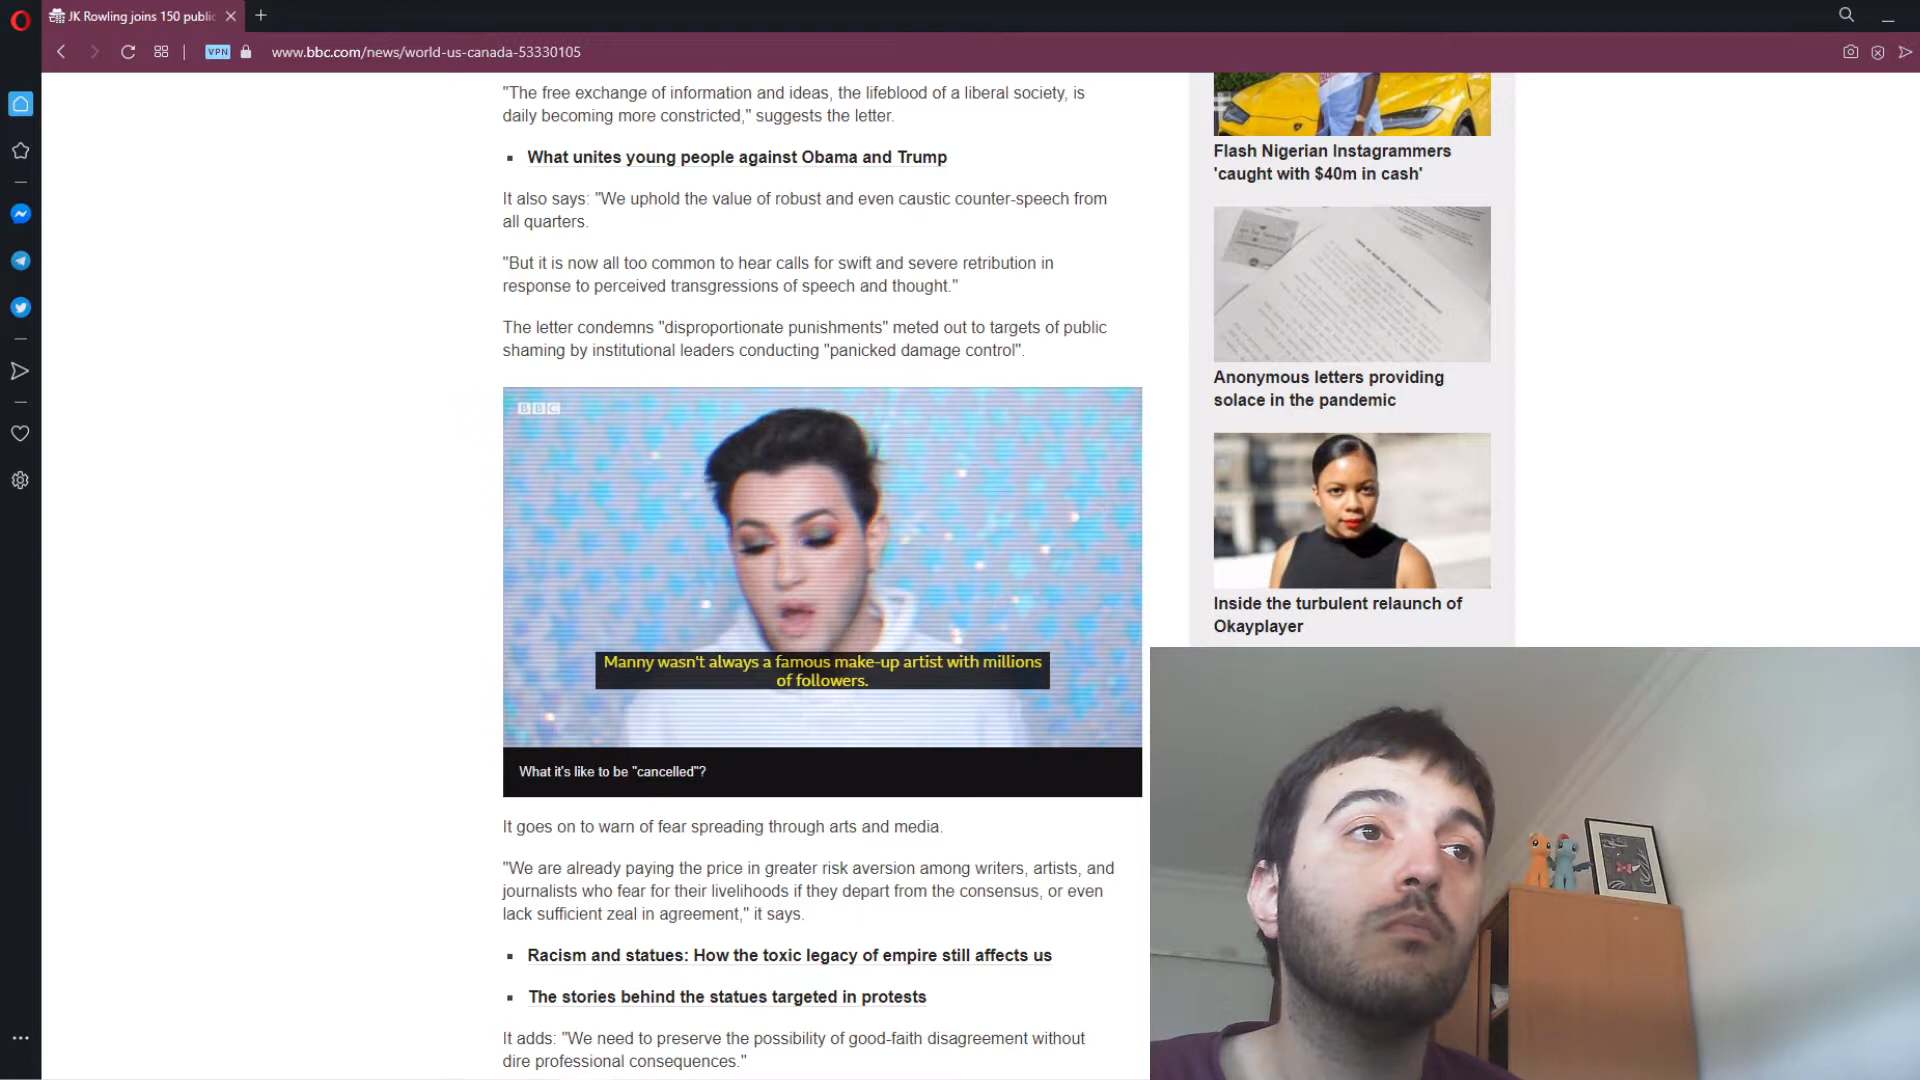 JK Rowling joins 150 public
VPN
www.bbc.com/news/world-us-canada-53330105
"The free exchange of information and ideas, the lifeblood of a liberal society, is
daily becoming more constricted," suggests the letter.
What unites young people against Obama and Trump
It also says: "We uphold the value of robust and even caustic counter-speech from
all quarters.
"But it is now all too common to hear calls for swift and severe retribution in
response to perceived transgressions of speech and thought."
The letter condemns "disproportionate punishments" meted out to targets of public
shaming by institutional leaders conducting "panicked damage control".
BBC
Manny wasn't always a famous make-up artist with millions
of followers.
What it's like to be "cancelled"?
It goes on to warn of fear spreading through arts and media.
"We are already paying the price in greater risk aversion among writers, artists, and
journalists who fear for their livelihoods if they depart from the consensus, or even
lack sufficient zeal in agreement," it says.
Racism and statues: How the toxic legacy of empire still affects us
The stories behind the statues targeted in protests
It adds: "We need to preserve the possibility of good-faith disagreement without
dire professional consequences."
Flash Nigerian Instagrammers
'caught with $40m in cash'
Anonymous letters providing
solace in the pandemic
Inside the turbulent relaunch of
Okayplayer